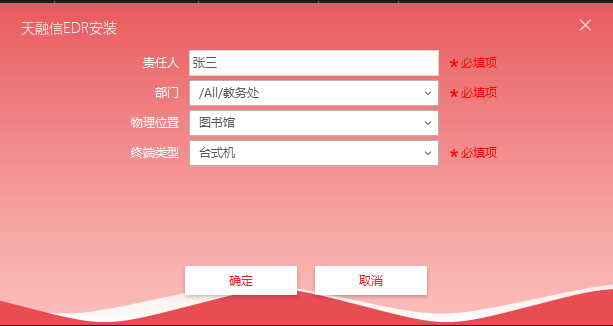 天融信EDR安装
责任人 张三 *必填项
部门 /All/教务处 *必填项
物理位置 图书馆
终端类型 台式机 *必填项
确定 取消